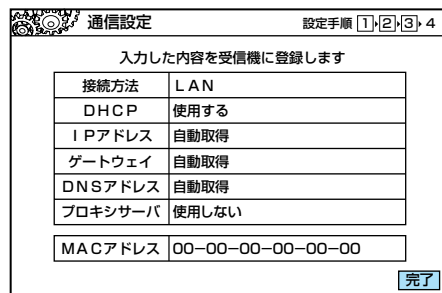 通信設定
設定手順 1▸2▸3▸4
入力した内容を受信機に登録します
接続方法 LAN
DHCP 使用する
IPアドレス 自動取得
ゲートウェイ 自動取得
DNSアドレス 自動取得
プロキシサーバ 使用しない
MACアドレス 00−00−00−00−00−00
完了